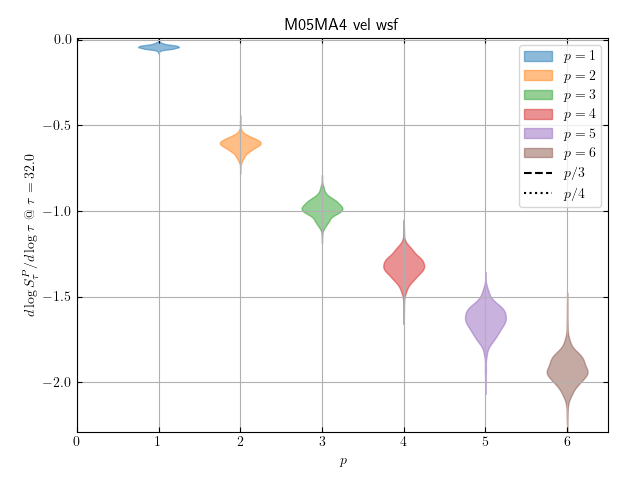 M05MA4 vel wsf
0.0
−0.5
−1.0
−1.5
−2.0
d log S_τ^P / d log τ @ τ = 32.0
p = 1
p = 2
p = 3
p = 4
p = 5
p = 6
p/3
p/4
0 1 2 3 4 5 6
p